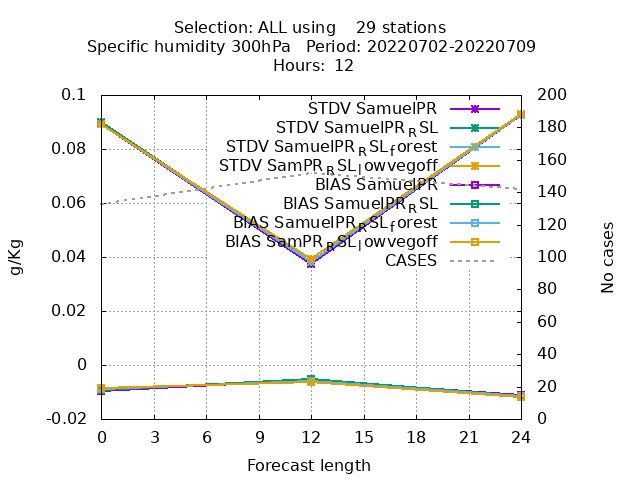 Selection: ALL using    29 stations
Specific humidity 300hPa   Period: 20220702-20220709
Hours: 12
0.1
0.08
0.06
0.04
0.02
0
-0.02
g/Kg
200
180
160
140
120
100
80
60
40
20
0
No cases
STDV SamuelPR
STDV SamuelPR_RSL
STDV SamuelPR_RSL_forest
STDV SamPR_RSL_lowvegoff
BIAS SamuelPR
BIAS SamuelPR_RSL
BIAS SamuelPR_RSL_forest
BIAS SamPR_RSL_lowvegoff
CASES
0 3 6 9 12 15 18 21 24
Forecast length